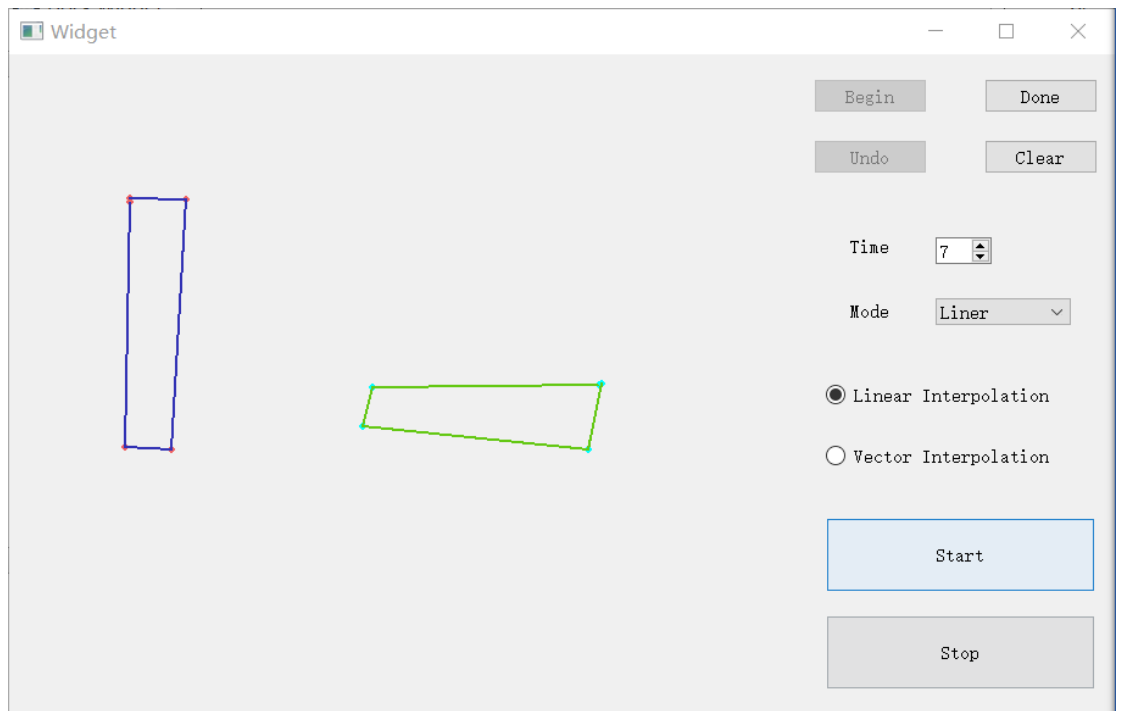 Widget
Begin
Done
Undo
Clear
Time
7
Mode
Liner
Linear Interpolation
Vector Interpolation
Start
Stop